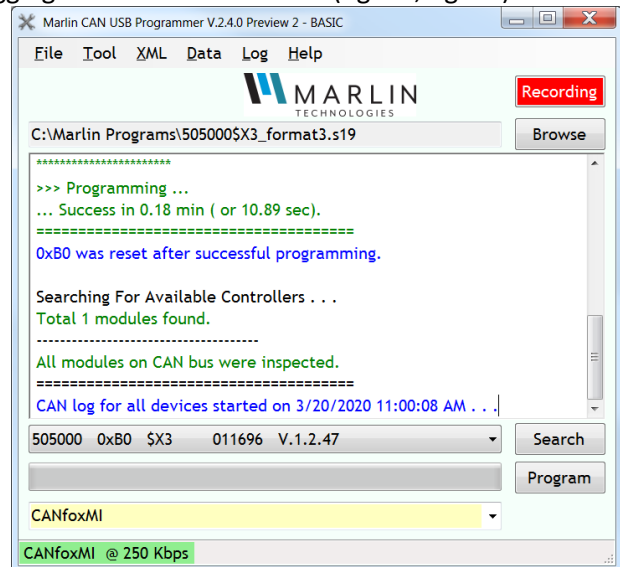 Marlin CAN USB Programmer V.2.4.0 Preview 2 - BASIC
File Tool XML Data Log Help
MARLIN
TECHNOLOGIES
Recording
C:\Marlin Programs\505000$X3_format3.s19
Browse
***********************
>>> Programming ...
... Success in 0.18 min ( or 10.89 sec).
=======================================
0xB0 was reset after successful programming.
Searching For Available Controllers . . .
Total 1 modules found.
-------------------------------------
All modules on CAN bus were inspected.
=======================================
CAN log for all devices started on 3/20/2020 11:00:08 AM . . .
505000 0xB0 $X3 011696 V.1.2.47
Search
Program
CANfoxMI
CANfoxMI @ 250 Kbps